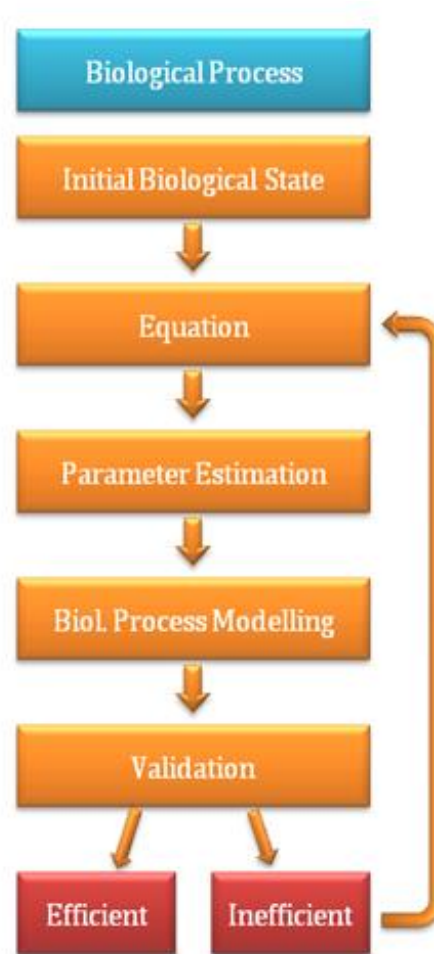 Biological Process
Initial Biological State
Equation
Parameter Estimation
Biol. Process Modelling
Validation
Efficient
Inefficient